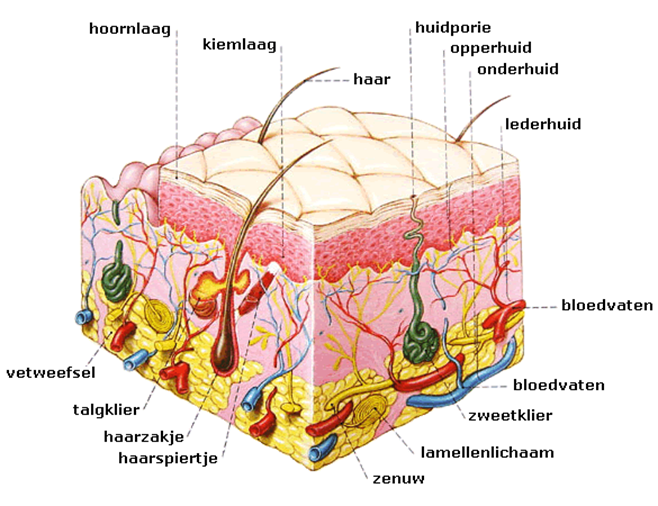 hoornlaag
kiemlaag
haar
huidporie
opperhuid
onderhuid
lederhuid
bloedvaten
bloedvaten
zweetklier
lamellenlichaam
zenuw
vetweefsel
talgklier
haarzakje
haarspiertje